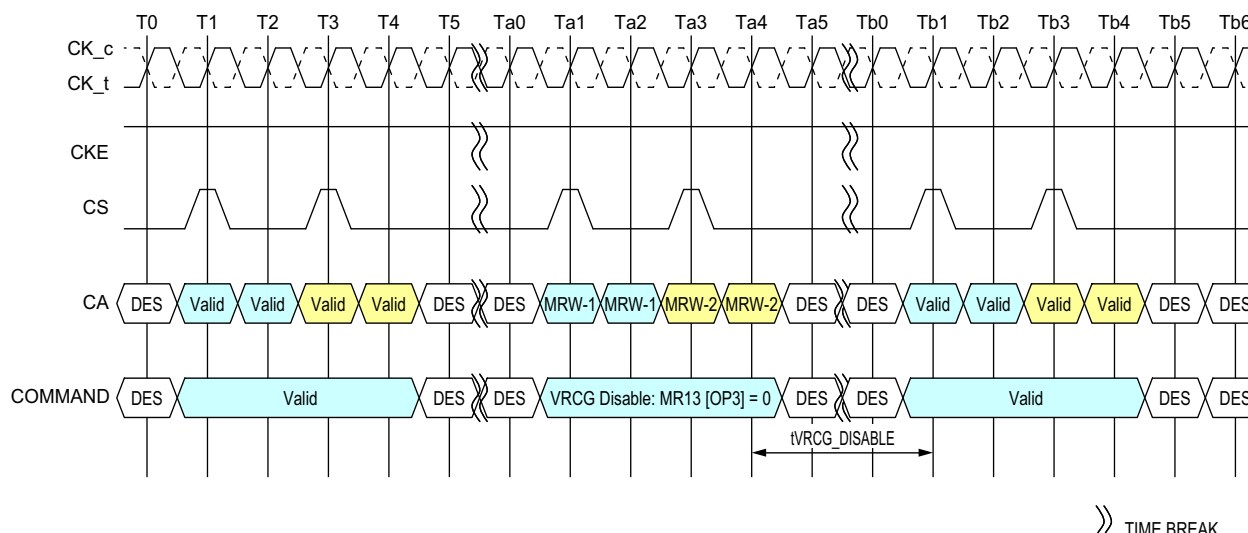 T0 T1 T2 T3 T4 T5 Ta0 Ta1 Ta2 Ta3 Ta4 Ta5 Tb0 Tb1 Tb2 Tb3 Tb4 Tb5 Tb6
CK_c
CK_t
CKE
CS
CA DES Valid Valid Valid Valid DES DES MRW-1 MRW-1 MRW-2 MRW-2 DES DES Valid Valid Valid Valid DES DES
COMMAND DES Valid DES DES VRCG Disable: MR13 [OP3] = 0 DES DES Valid DES DES
tVRCG_DISABLE
TIME BREAK